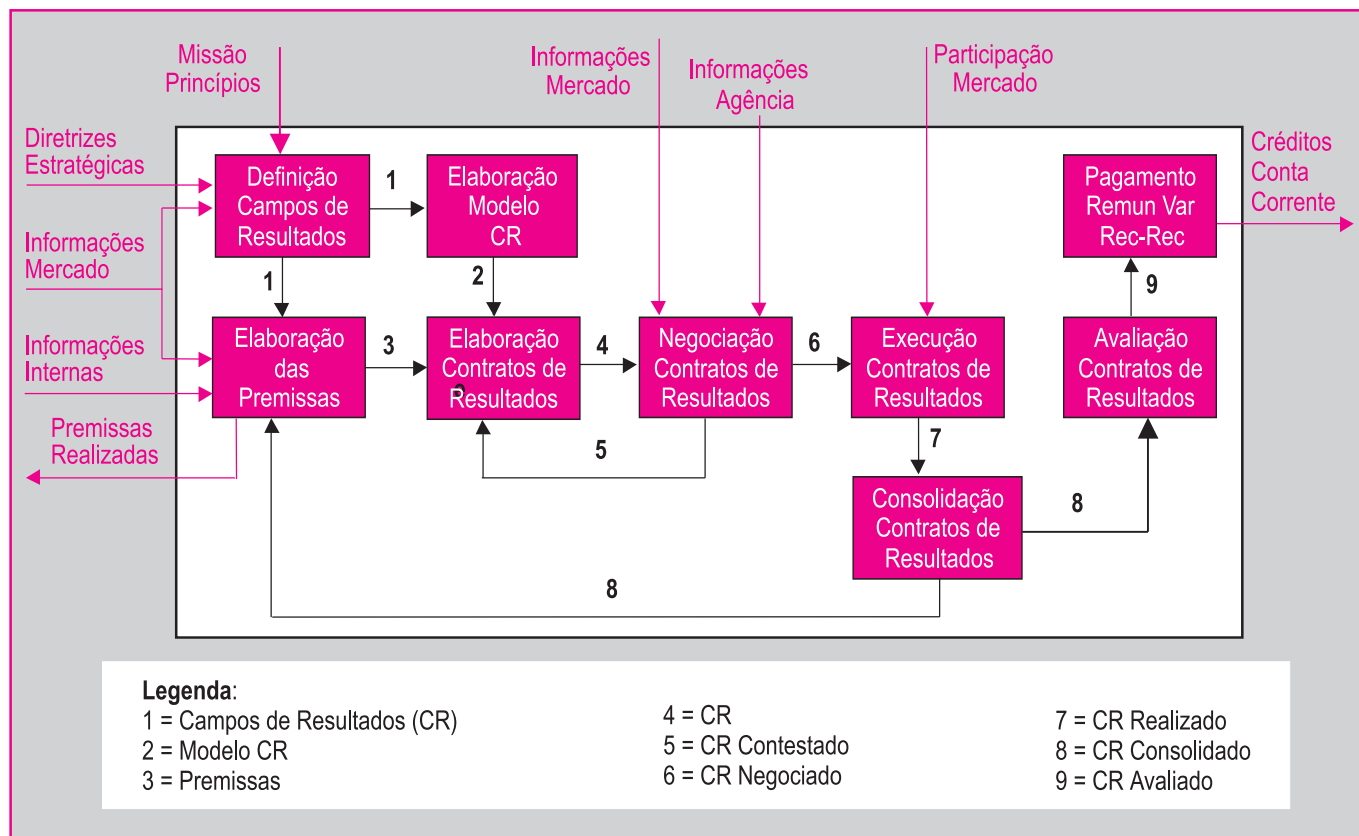 Missão
Princípios
Informações
Mercado
Informações
Agência
Participação
Mercado
Diretrizes
Estratégicas
Informações
Mercado
Informações
Internas
Premissas
Realizadas
Definição
Campos de
Resultados
1
Elaboração
Modelo
CR
Pagamento
Remun Var
Rec-Rec
Créditos
Conta
Corrente
1
2
9
Elaboração
das
Premissas
3
Elaboração
Contratos de
Resultados
4
Negociação
Contratos de
Resultados
6
Execução
Contratos de
Resultados
Avaliação
Contratos de
Resultados
5
7
Consolidação
Contratos de
Resultados
8
8
Legenda:
1 = Campos de Resultados (CR)
2 = Modelo CR
3 = Premissas
4 = CR
5 = CR Contestado
6 = CR Negociado
7 = CR Realizado
8 = CR Consolidado
9 = CR Avaliado